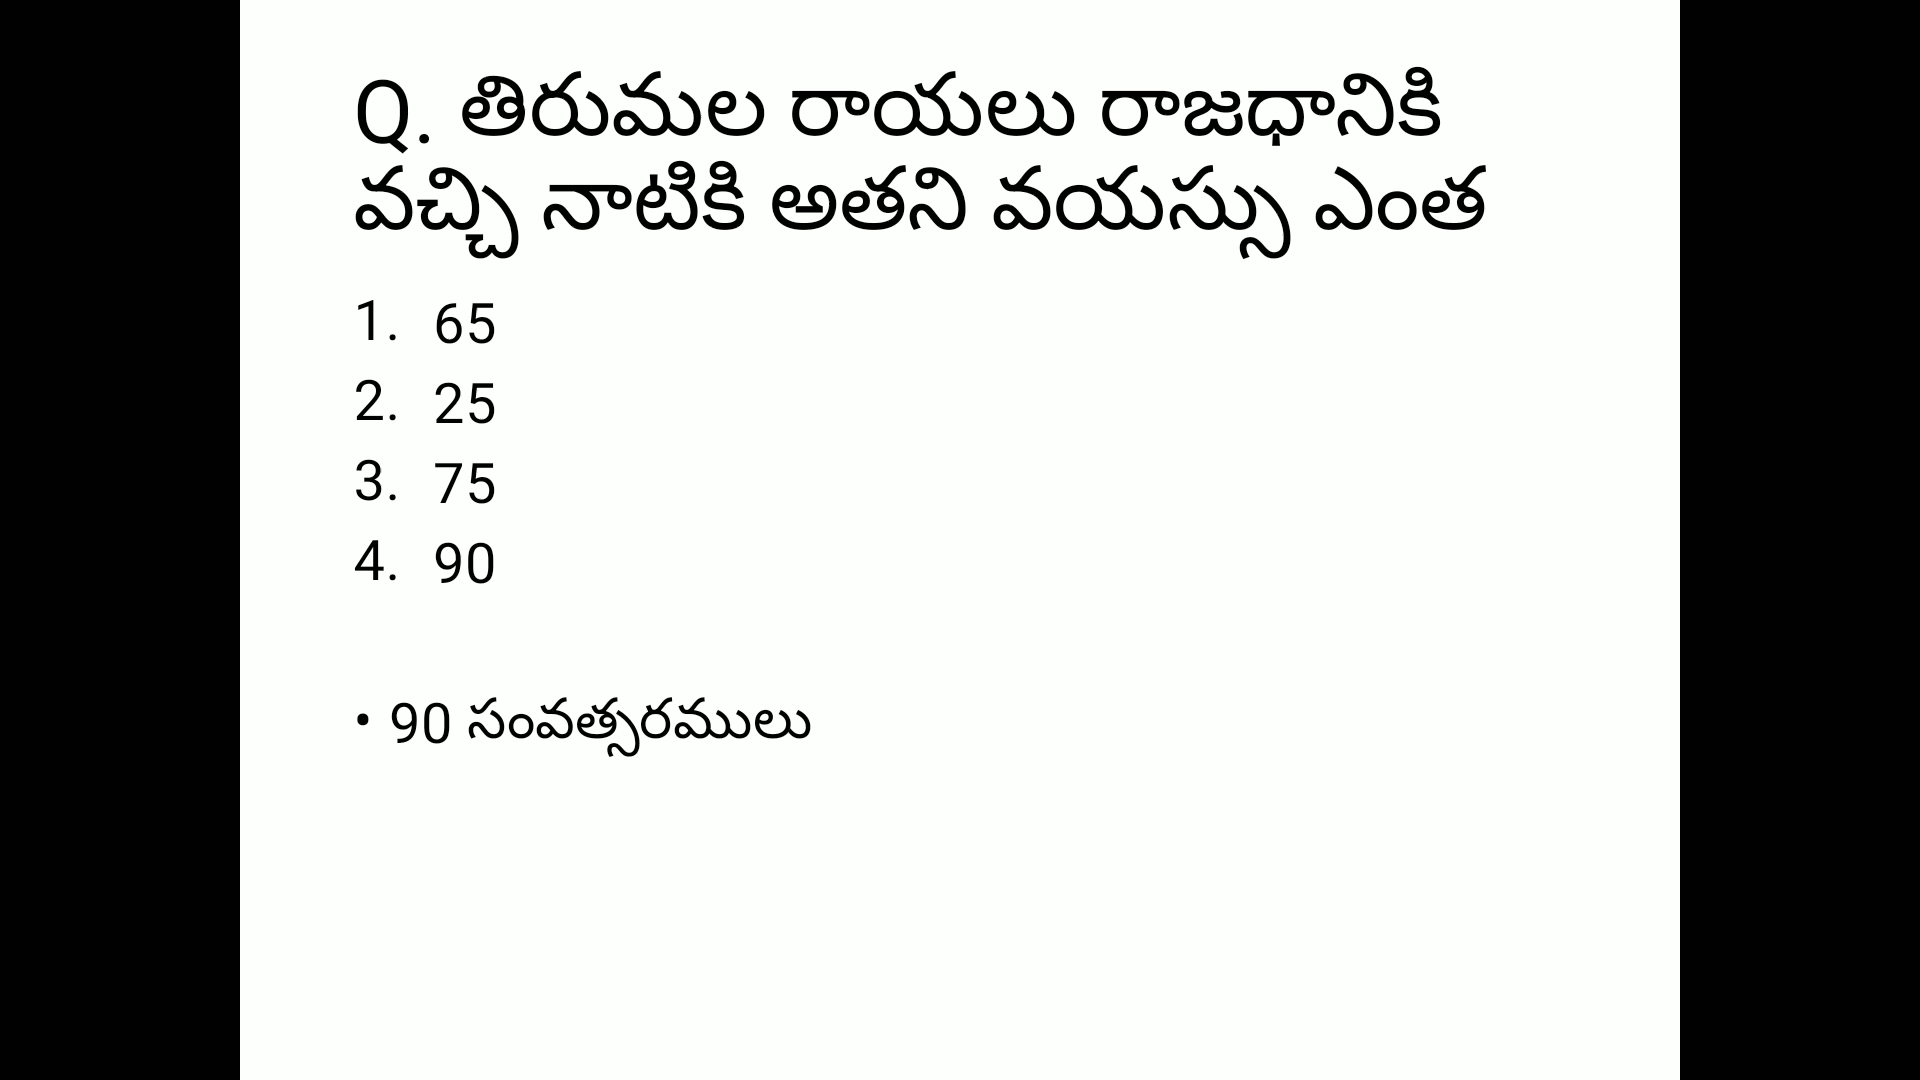 Q. తిరుమల రాయలు రాజధానికి
వచ్చి నాటికి అతని వయస్సు ఎంత
1. 65
2. 25
3. 75
4. 90
• 90 సంవత్సరములు